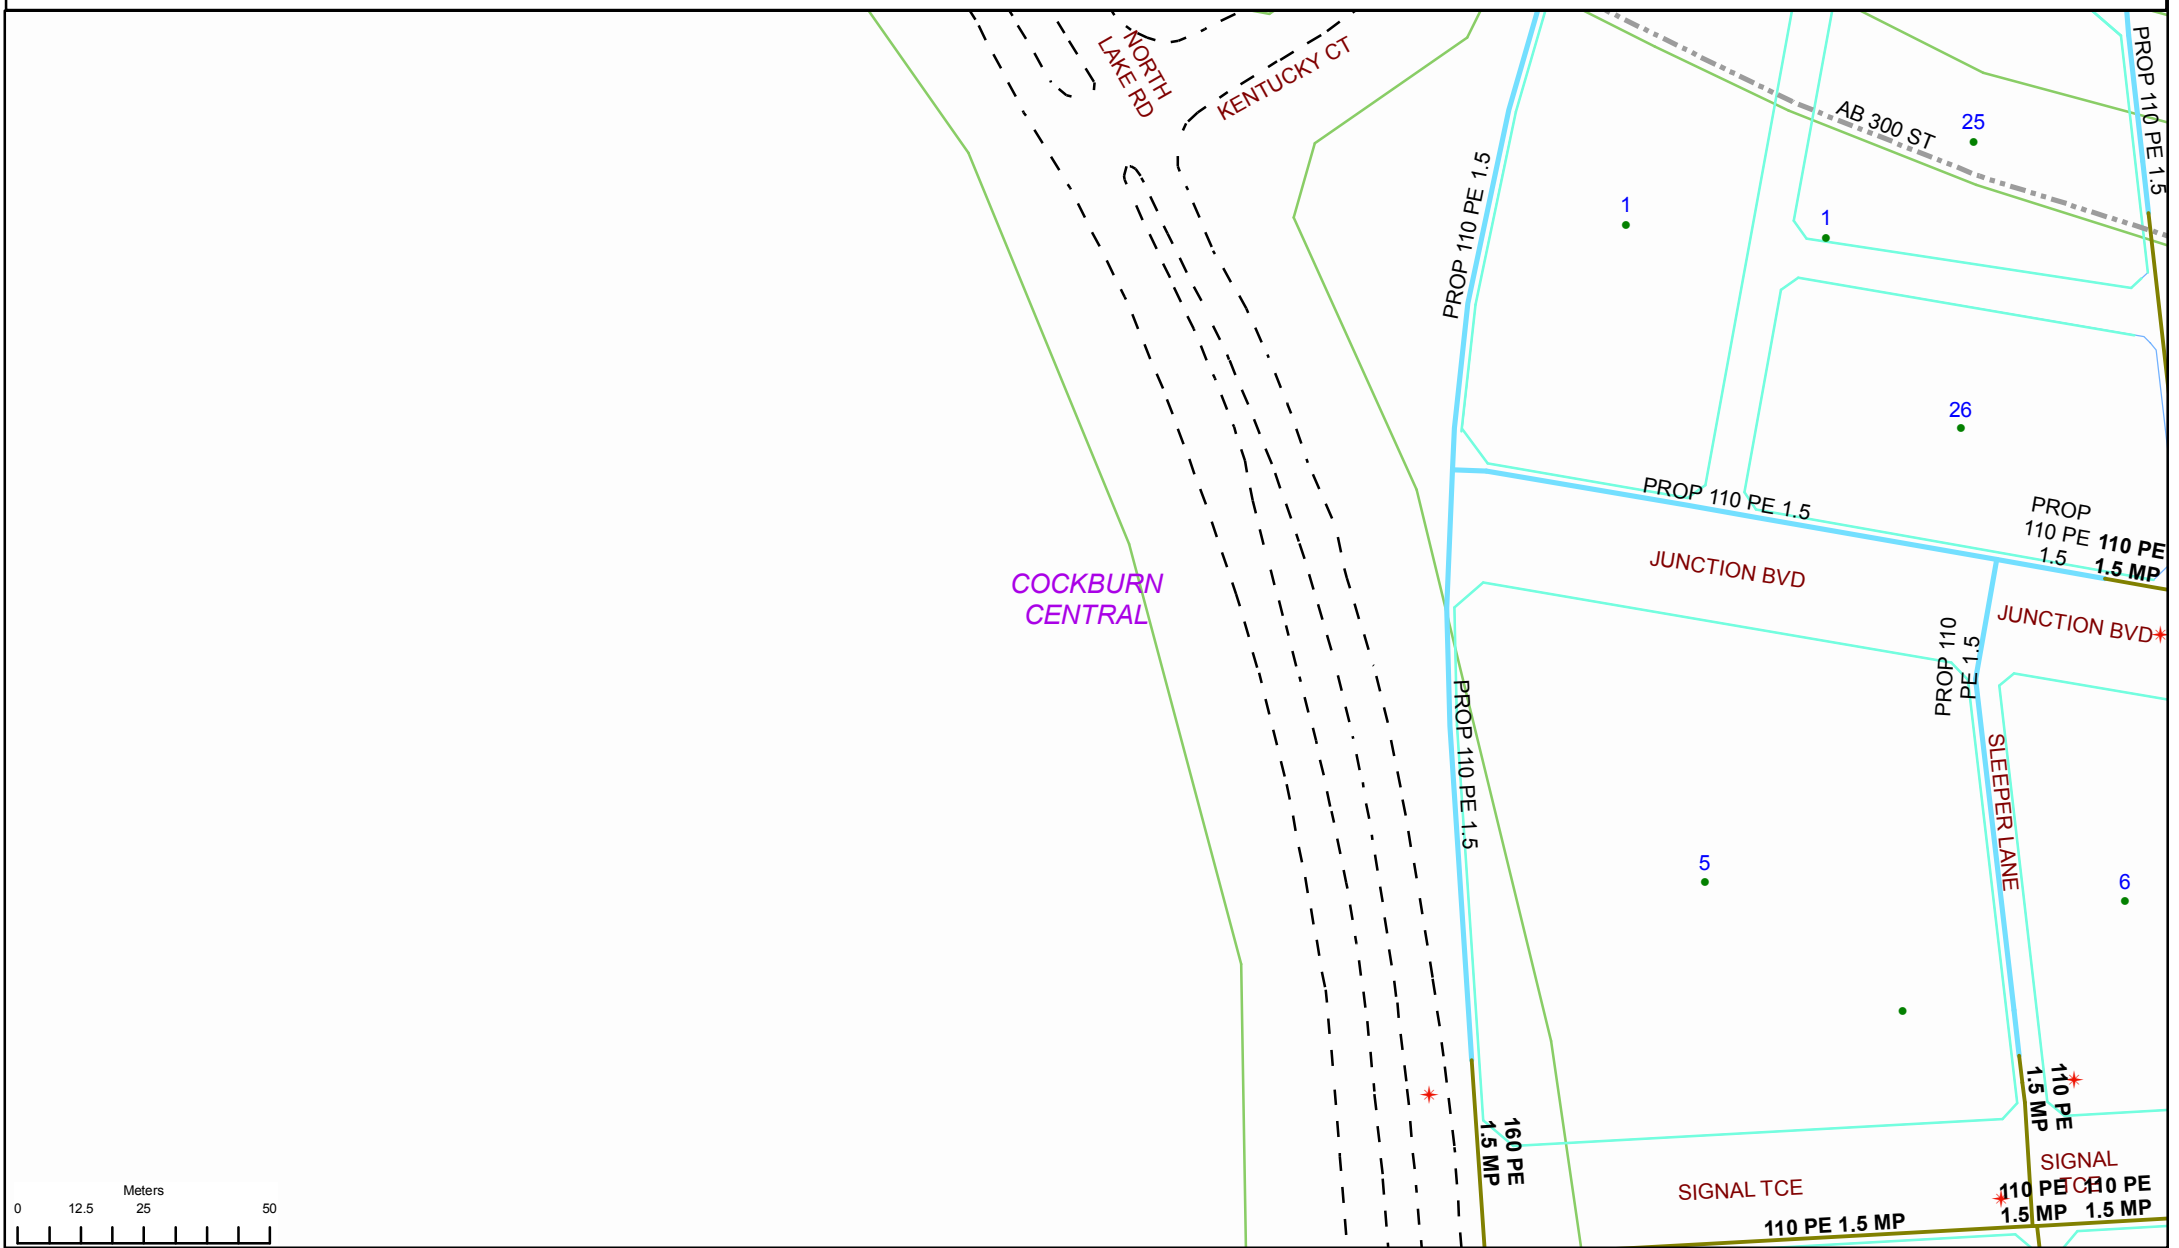 NORTH
LAKE RD
KENTUCKY CT
PROP 110 PE 1.5
AB 300 ST
25
1
1
PROP 110 PE 1.5
26
PROP 110 PE 1.5
PROP
110 PE
1.5
110 PE
1.5 MP
COCKBURN
CENTRAL
JUNCTION BVD
JUNCTION BVD
PROP 110
PE 1.5
PROP 110 PE 1.5
SLEEPER LANE
5
6
110 PE
1.5 MP
160 PE
1.5 MP
SIGNAL TCE
SIGNAL
TCE
110 PE
1.5 MP
110 PE
1.5 MP
110 PE 1.5 MP
Meters
0 12.5 25 50